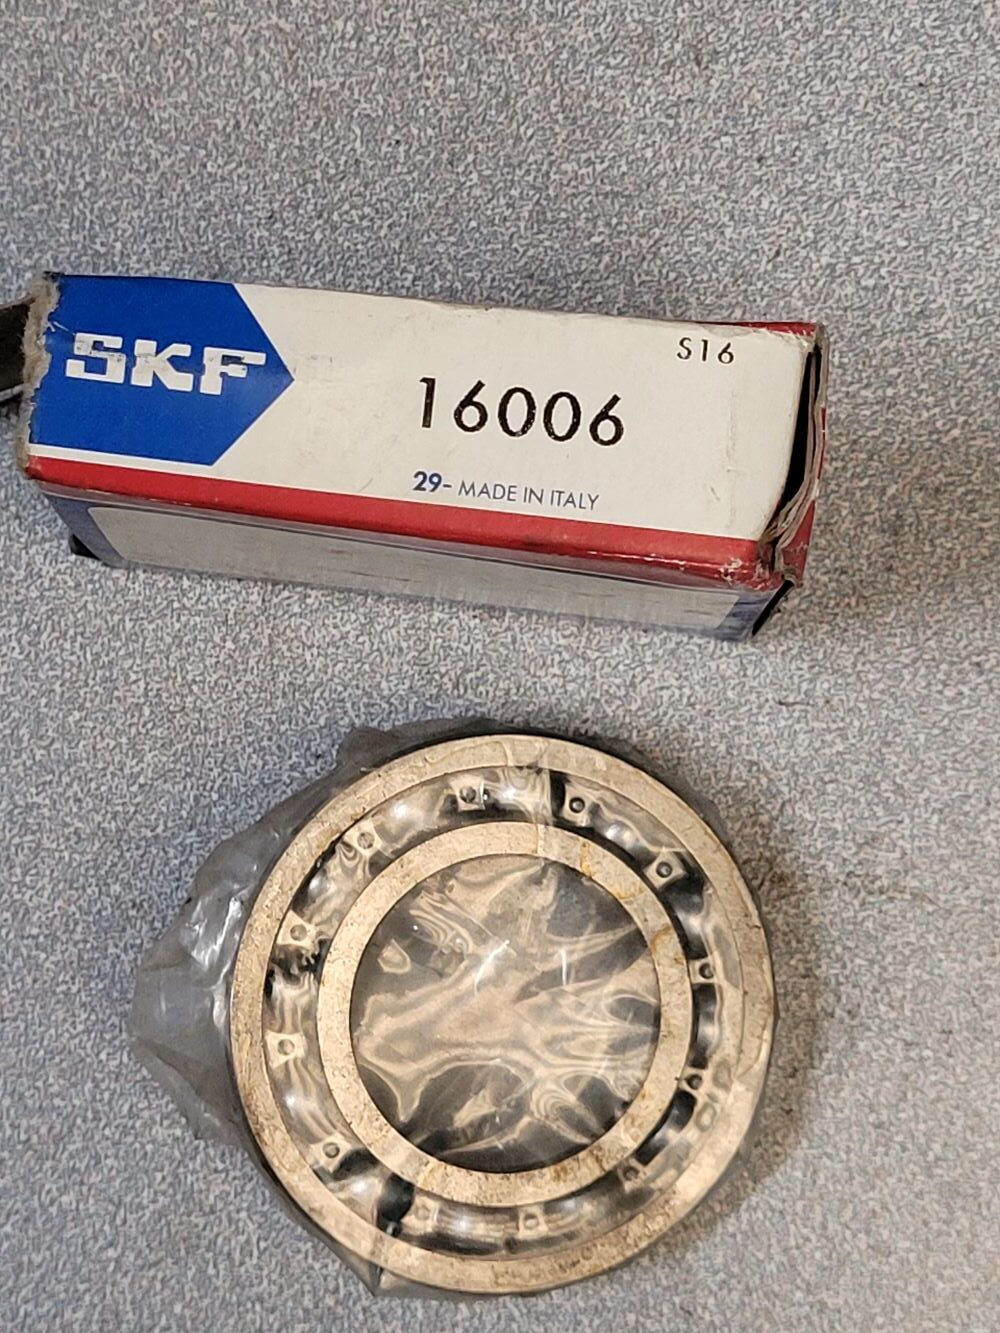 SKF
S16
16006
29- MADE IN ITALY